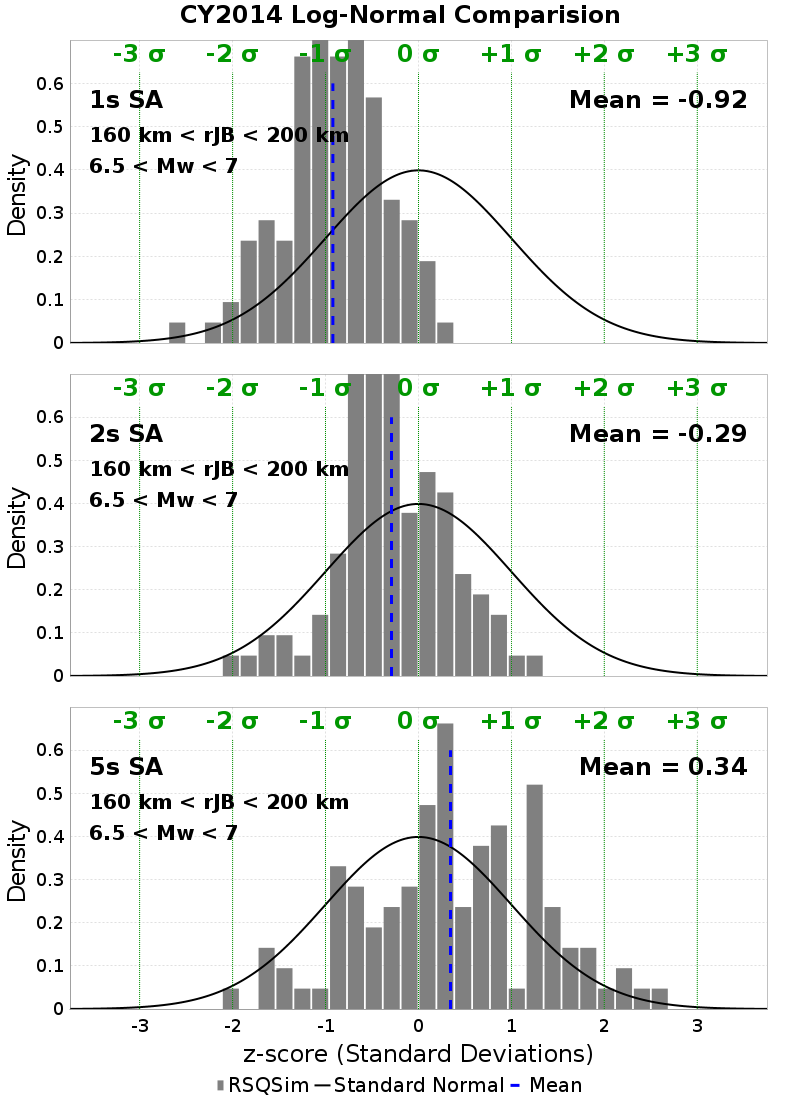 CY2014 Log-Normal Comparision
-3 σ -2 σ -1 σ 0 σ +1 σ +2 σ +3 σ
1s SA Mean = -0.92
160 km < rJB < 200 km
6.5 < Mw < 7
Density
0.6
0.5
0.4
0.3
0.2
0.1
0
-3 σ -2 σ -1 σ 0 σ +1 σ +2 σ +3 σ
2s SA Mean = -0.29
160 km < rJB < 200 km
6.5 < Mw < 7
Density
0.6
0.5
0.4
0.3
0.2
0.1
0
-3 σ -2 σ -1 σ 0 σ +1 σ +2 σ +3 σ
5s SA Mean = 0.34
160 km < rJB < 200 km
6.5 < Mw < 7
Density
0.6
0.5
0.4
0.3
0.2
0.1
0
-3 -2 -1 0 1 2 3
z-score (Standard Deviations)
RSQSim Standard Normal Mean